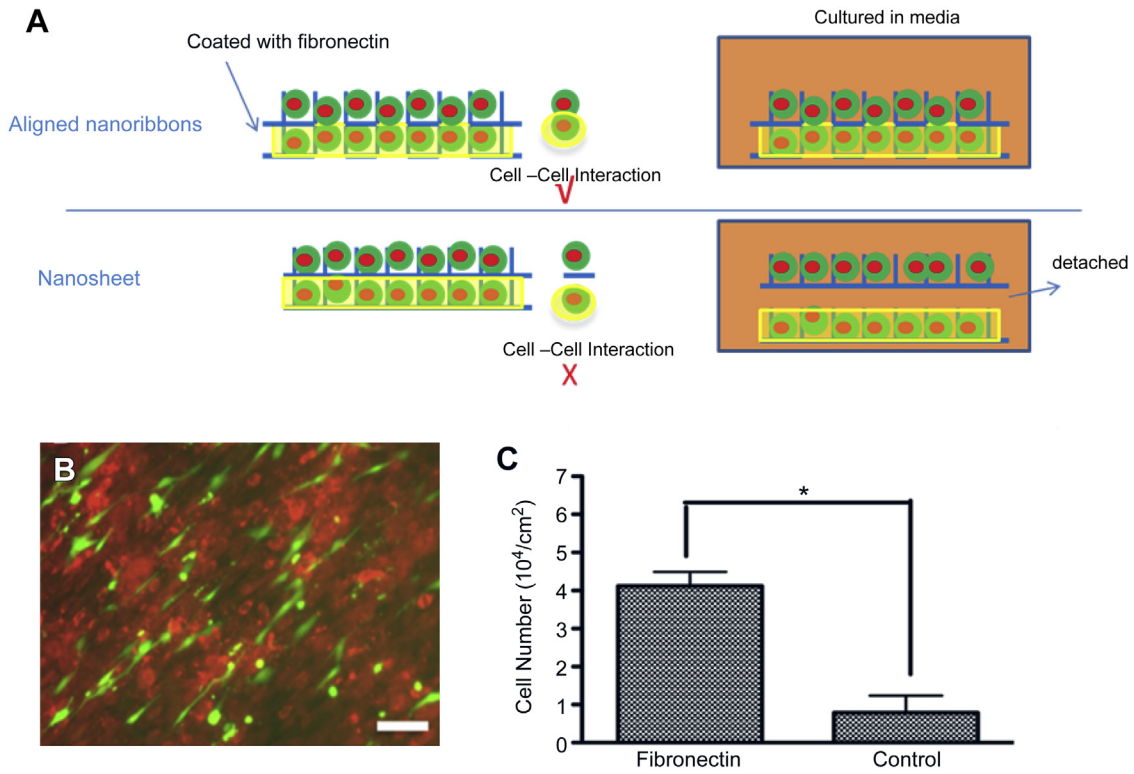 A
Cultured in media
Coated with fibronectin
Aligned nanoribbons
Cell –Cell Interaction
√
Nanosheet
detached
Cell –Cell Interaction
X
B
C
Cell Number (10⁴/cm²)
7
6
5
4
3
2
1
0
*
Fibronectin
Control